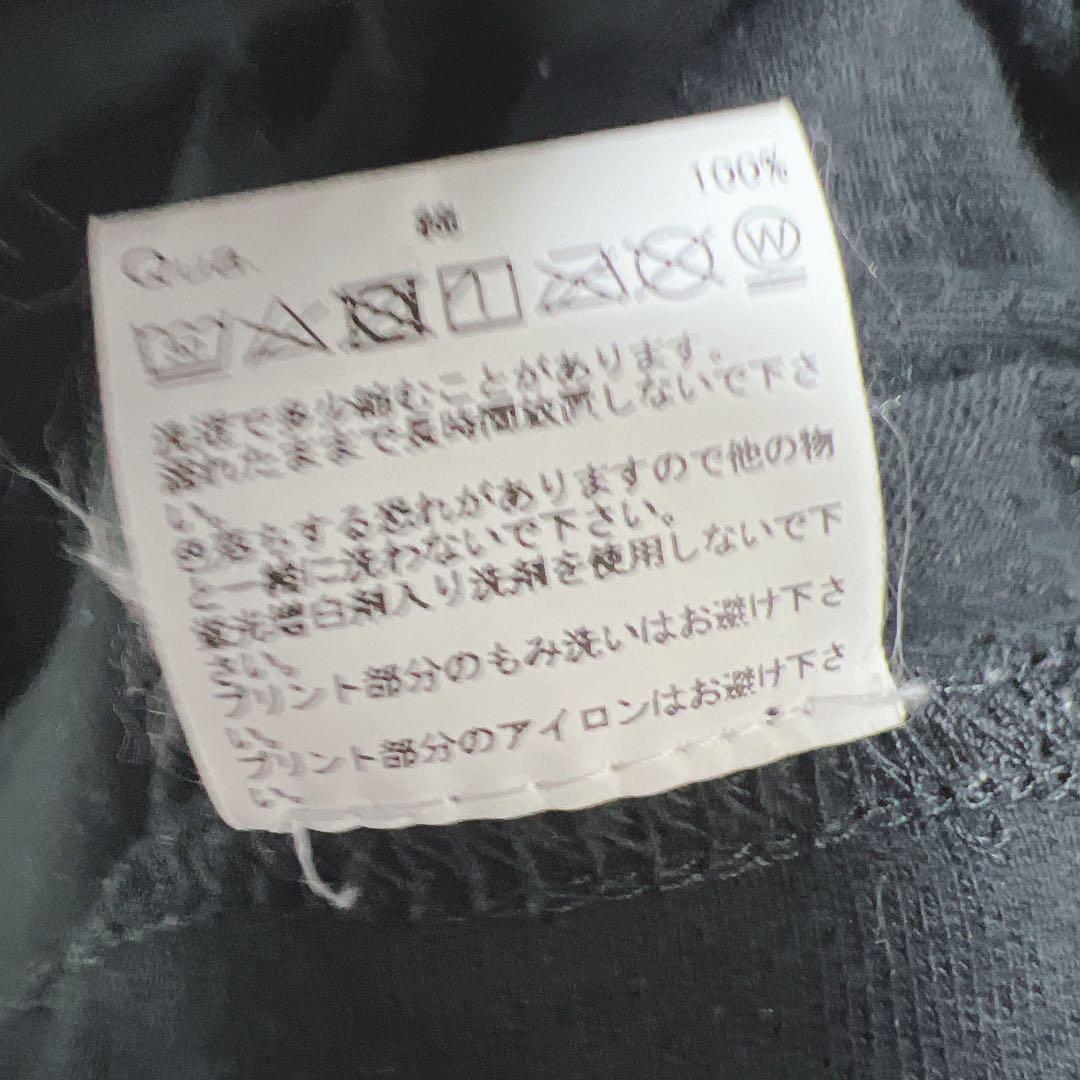 綿 100%
W
洗濯で多少縮むことがあります。
濡れたままで長時間放置しないで下さ
い。
色落ちする恐れがありますので他の物
と一緒に洗わないで下さい。
蛍光増白剤入り洗剤を使用しないで下
さい。
プリント部分のもみ洗いはお避け下さ
い。
プリント部分のアイロンはお避け下さ
い。